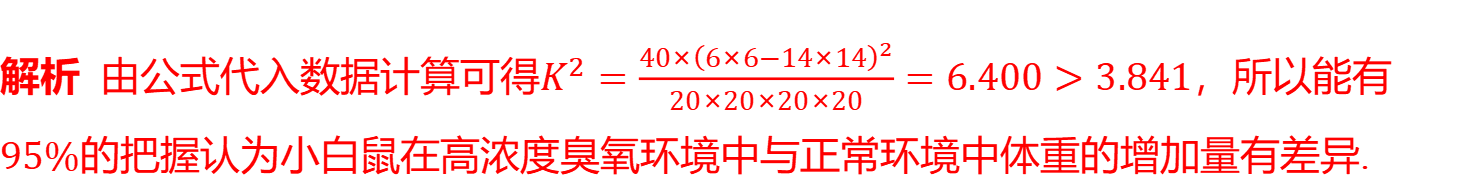 解析 由公式代入数据计算可得$K^2 = \frac{40×(6×6−14×14)^2}{20×20×20×20} = 6.400 > 3.841$，所以能有
95%的把握认为小白鼠在高浓度臭氧环境中与正常环境中体重的增加量有差异.